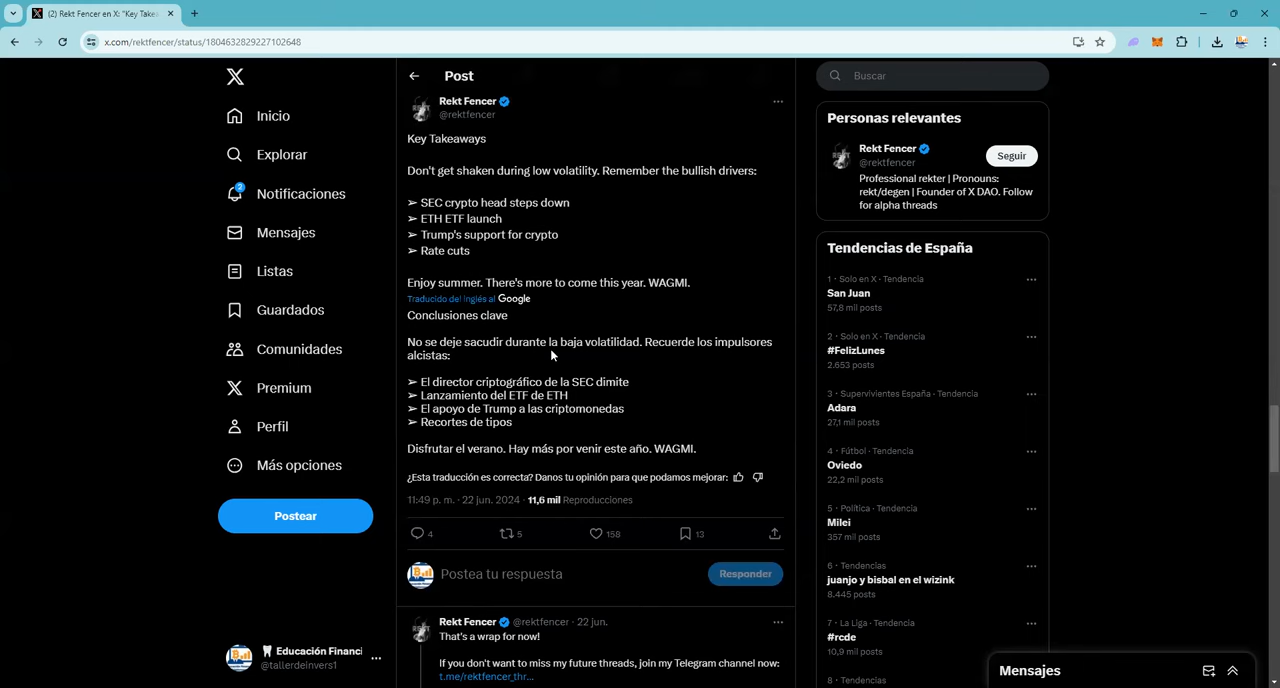 (2) Rekt Fencer en X: "Key Takea
x.com/rektfencer/status/1804632829227102648
Inicio
Explorar
2
Notificaciones
Mensajes
Listas
Guardados
Comunidades
Premium
Perfil
Más opciones
Postear
Educación Financi
@tallerdeinvers1
Post
Rekt Fencer
@rektfencer
Key Takeaways
Don't get shaken during low volatility. Remember the bullish drivers:
➢ SEC crypto head steps down
➢ ETH ETF launch
➢ Trump's support for crypto
➢ Rate cuts
Enjoy summer. There's more to come this year. WAGMI.
Traducido del Inglés al Google
Conclusiones clave
No se deje sacudir durante la baja volatilidad. Recuerde los impulsores
alcistas:
➢ El director criptográfico de la SEC dimite
➢ Lanzamiento del ETF de ETH
➢ El apoyo de Trump a las criptomonedas
➢ Recortes de tipos
Disfrutar el verano. Hay más por venir este año. WAGMI.
¿Esta traducción es correcta? Danos tu opinión para que podamos mejorar:
11:49 p. m. · 22 jun. 2024 · 11,6 mil Reproducciones
4 5 158 13
Postea tu respuesta
Responder
Rekt Fencer @rektfencer · 22 jun.
That's a wrap for now!
If you don't want to miss my future threads, join my Telegram channel now:
t.me/rektfencer_thr...
Buscar
Personas relevantes
Rekt Fencer
@rektfencer
Seguir
Professional rekter | Pronouns:
rekt/degen | Founder of X DAO. Follow
for alpha threads
Tendencias de España
1 · Solo en X · Tendencia
San Juan
57,8 mil posts
2 · Solo en X · Tendencia
#FelizLunes
2.653 posts
3 · Supervivientes España · Tendencia
Adara
27,1 mil posts
4 · Fútbol · Tendencia
Oviedo
22,2 mil posts
5 · Política · Tendencia
Milei
357 mil posts
6 · Tendencias
juanjo y bisbal en el wizink
8.445 posts
7 · La Liga · Tendencia
#rcde
10,9 mil posts
8 · Tendencias
Mensajes